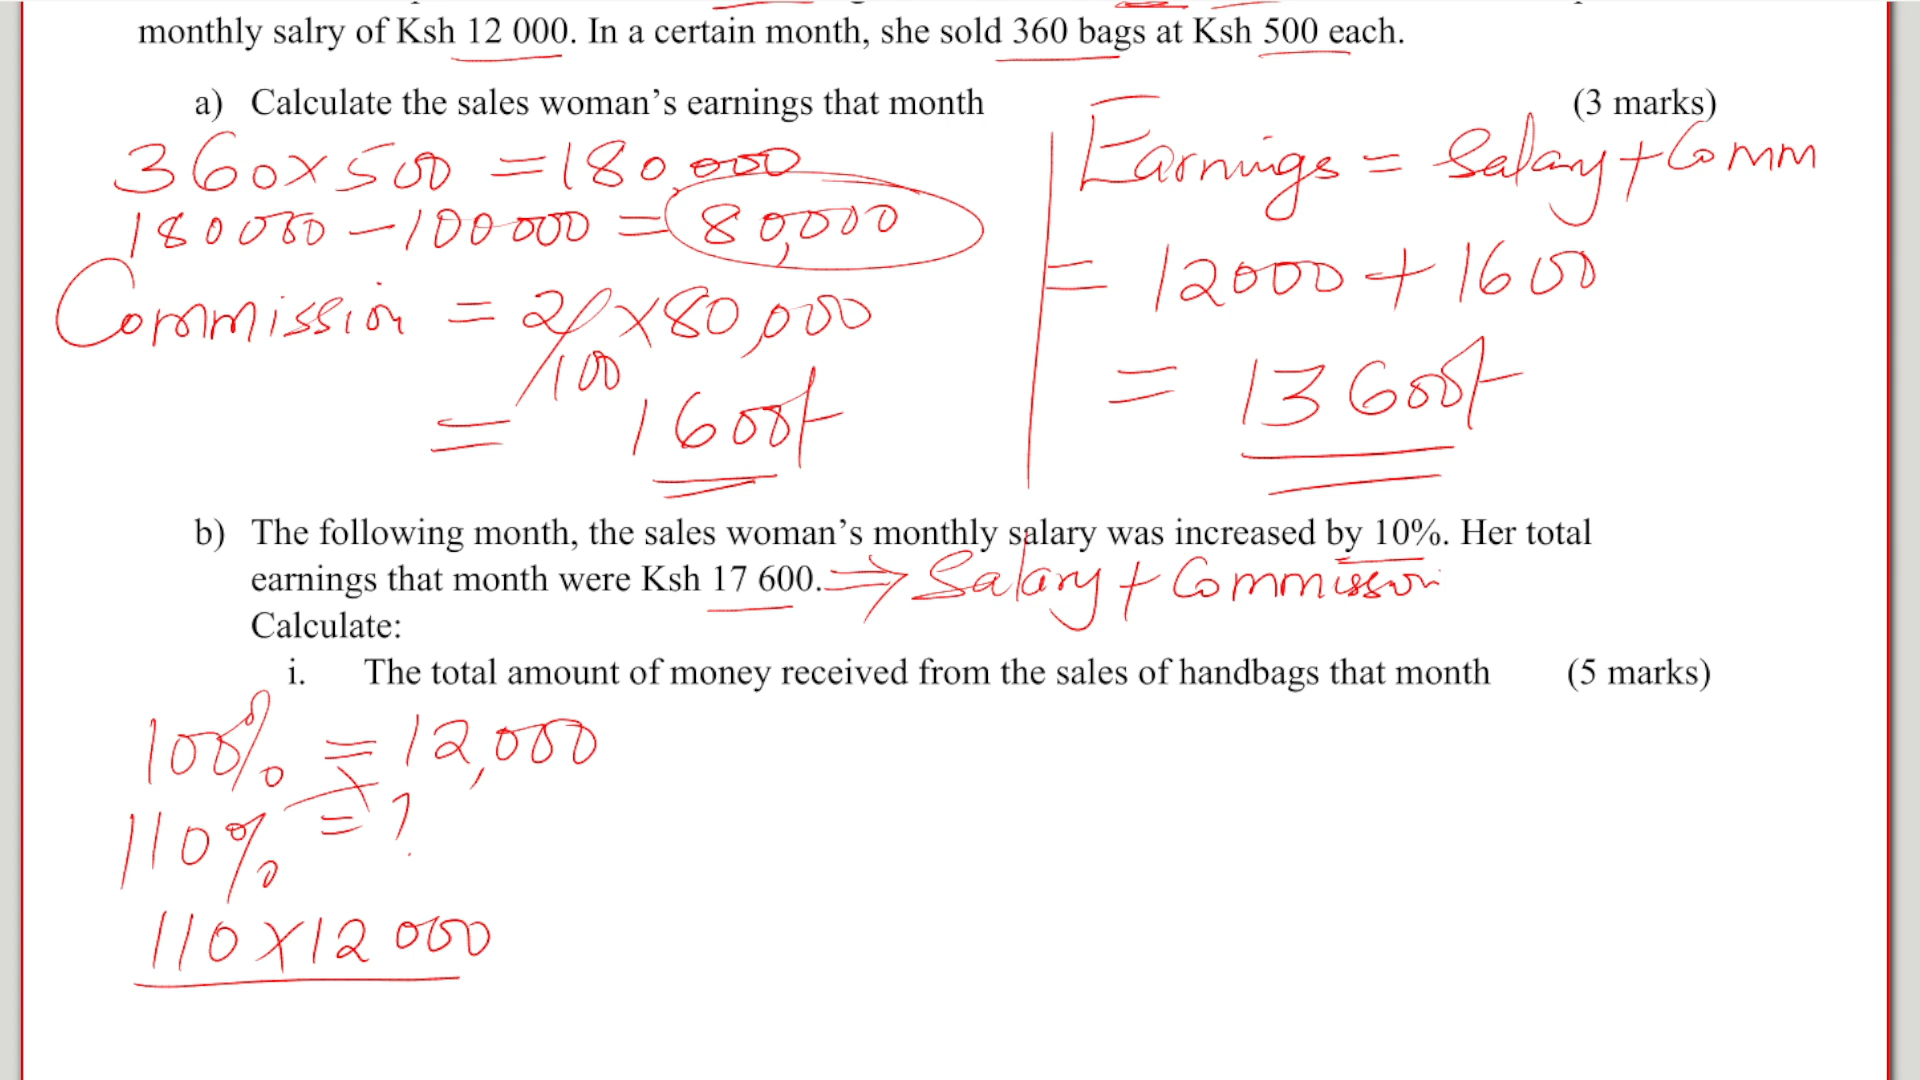 monthly salry of Ksh 12 000. In a certain month, she sold 360 bags at Ksh 500 each.
a) Calculate the sales woman's earnings that month (3 marks)
360x500 = 180,000
180000 - 100000 = 80,000
Commission = 2/100 x 80,000
= 1600/
Earnings = Salary + Comm
= 12000 + 1600
= 13600/
b) The following month, the sales woman's monthly salary was increased by 10%. Her total
earnings that month were Ksh 17 600. ⇒ Salary + Commission
Calculate:
i. The total amount of money received from the sales of handbags that month (5 marks)
100% = 12,000
110% = ?
110 x 12 000